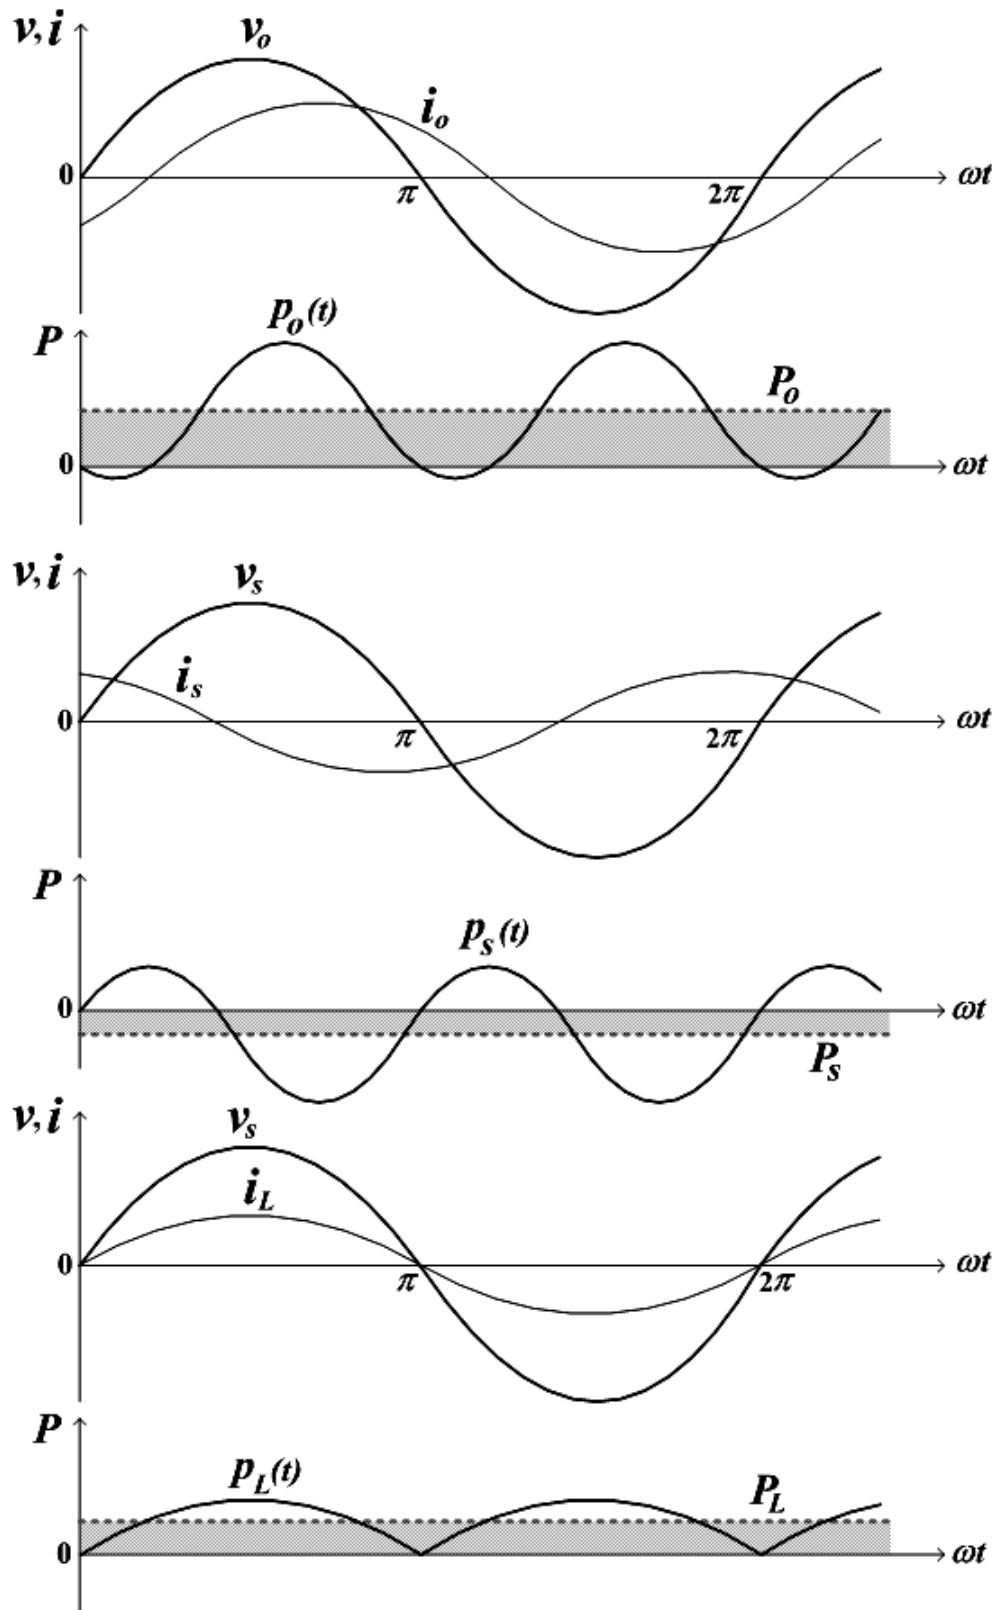 v, i
v_o
i_o
0
π
2π
ωt
p_o(t)
P
P_o
0
ωt
v, i
v_s
i_s
0
π
2π
ωt
P
p_s(t)
0
ωt
P_s
v, i
v_s
i_L
0
π
2π
ωt
P
p_L(t)
P_L
0
ωt